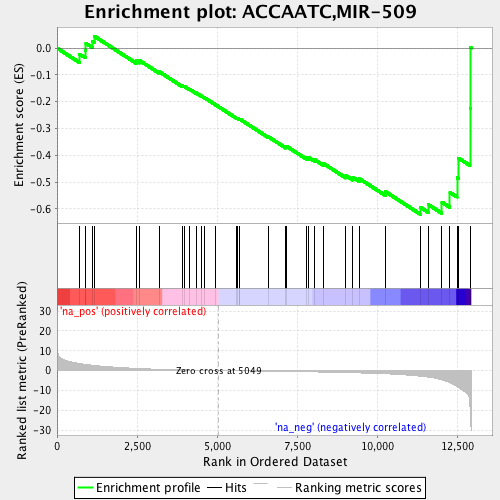 Enrichment plot: ACCAATC,MIR-509
Enrichment score (ES)
0.0
-0.1
-0.2
-0.3
-0.4
-0.5
-0.6
'na_pos' (positively correlated)
Ranked list metric (PreRanked)
30
20
10
0
-10
-20
-30
Zero cross at 5049
'na_neg' (negatively correlated)
0 2,500 5,000 7,500 10,000 12,500
Rank in Ordered Dataset
Enrichment profile Hits Ranking metric scores